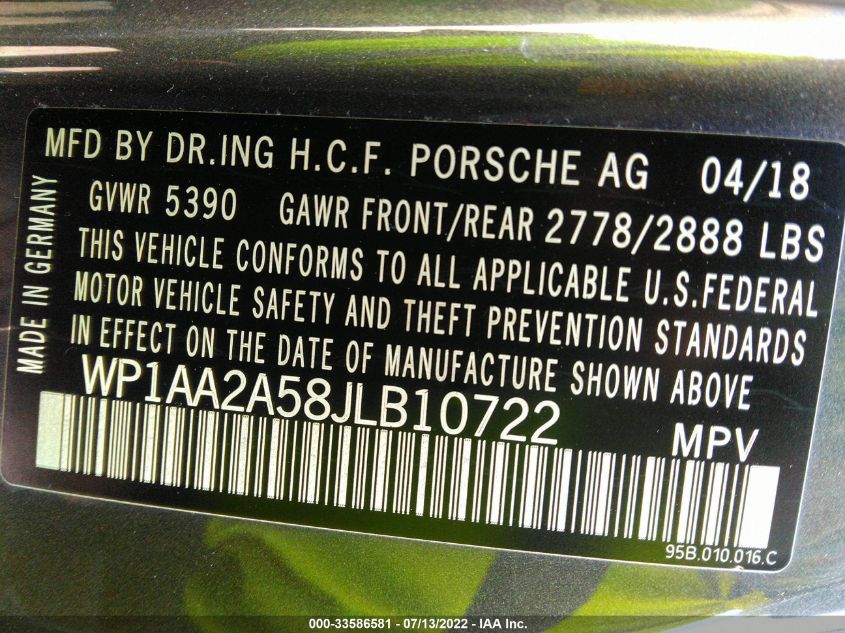 MFD BY DR.ING H.C.F. PORSCHE AG 04/18
GVWR 5390 GAWR FRONT/REAR 2778/2888 LBS
THIS VEHICLE CONFORMS TO ALL APPLICABLE U.S.FEDERAL
MOTOR VEHICLE SAFETY AND THEFT PREVENTION STANDARDS
IN EFFECT ON THE DATE OF MANUFACTURE SHOWN ABOVE
MADE IN GERMANY
WP1AA2A58JLB10722 MPV
95B.010.016.C
000-33586581 - 07/13/2022 - IAA Inc.